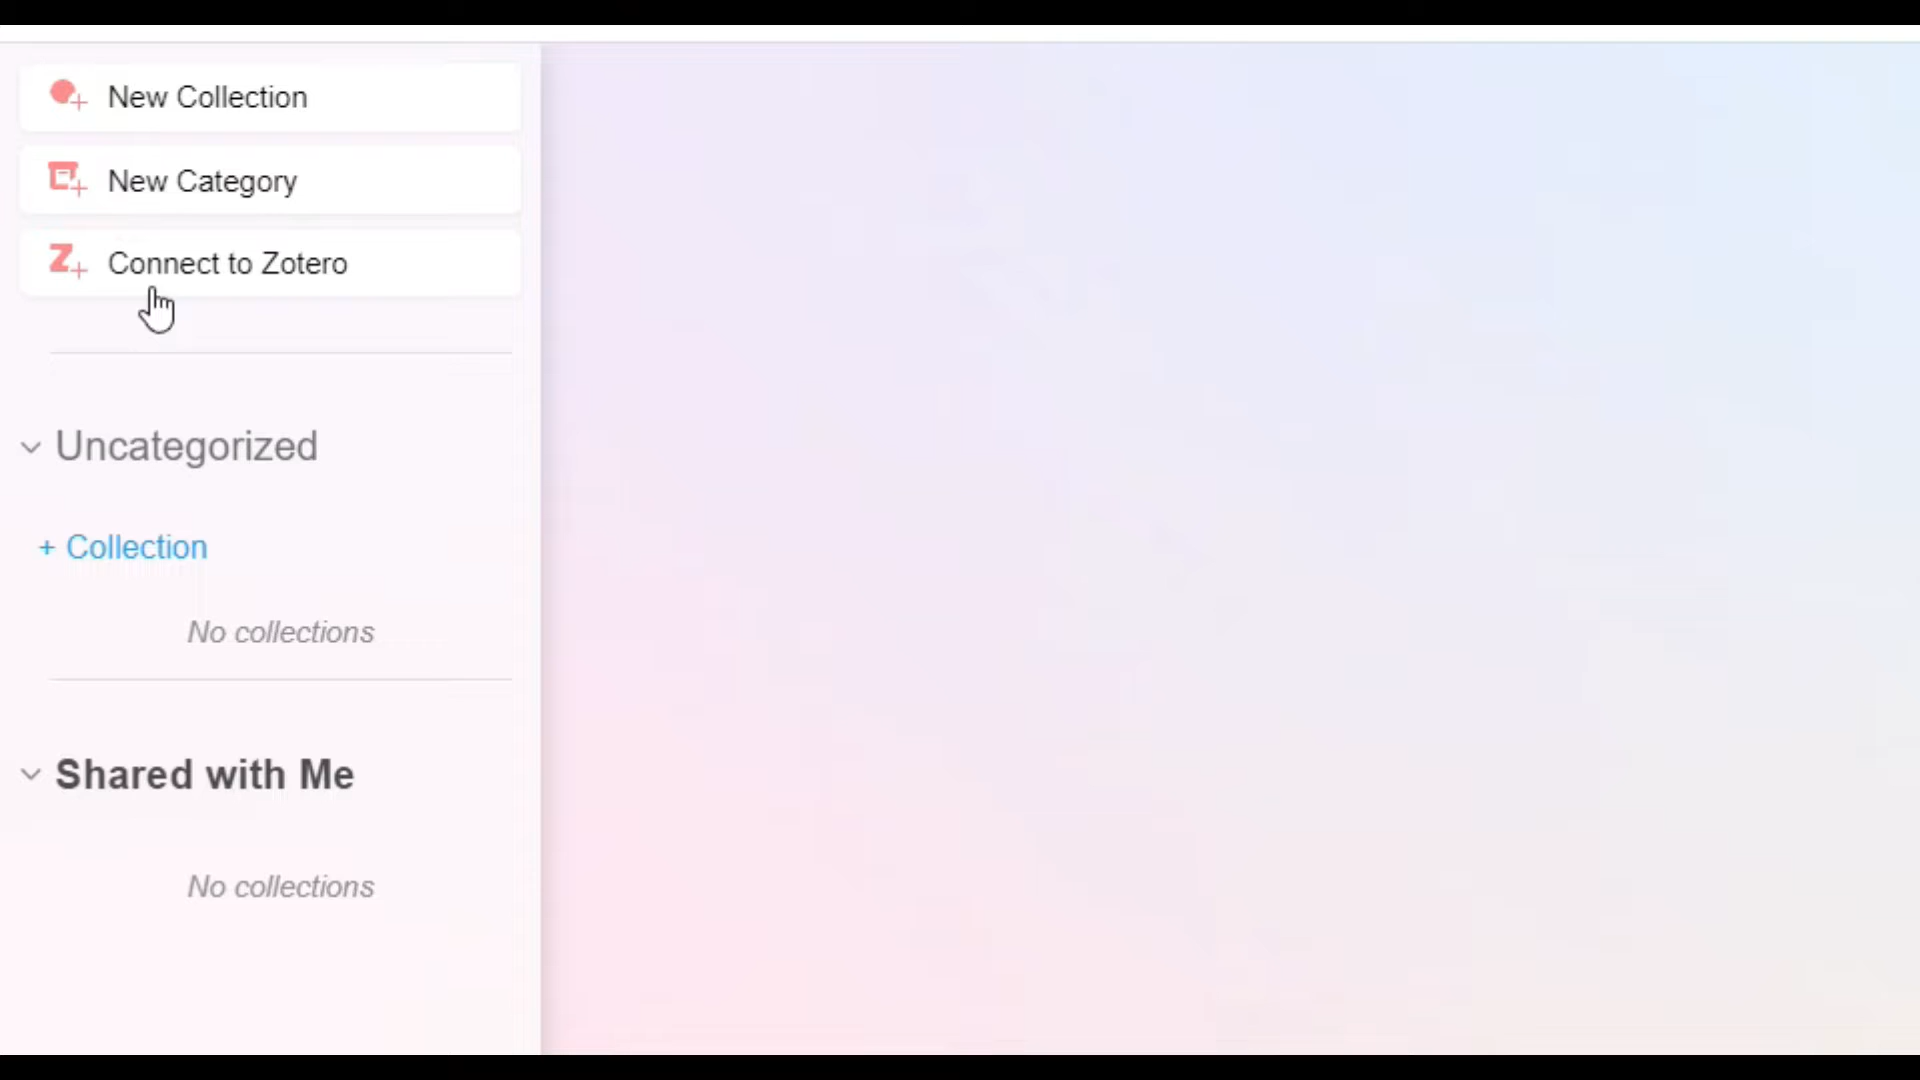 New Collection
New Category
Connect to Zotero
Uncategorized
+ Collection
No collections
Shared with Me
No collections